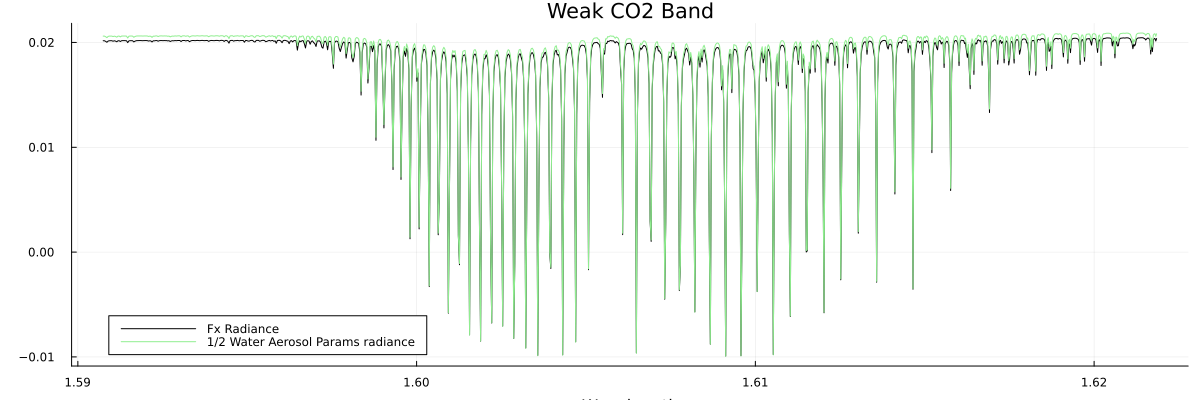 Weak CO2 Band
0.02
0.01
0.00
−0.01
Fx Radiance
1/2 Water Aerosol Params radiance
1.59 1.60 1.61 1.62